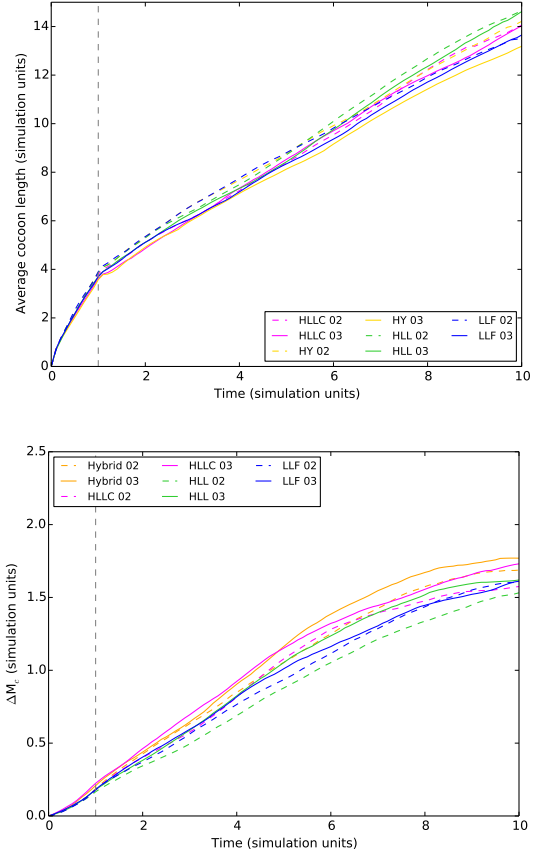 14
12
10
8
6
4
2
0
Average cocoon length (simulation units)
HLLC 02 HY 03 LLF 02
HLLC 03 HLL 02 LLF 03
HY 02 HLL 03
2 4 6 8 10
Time (simulation units)
2.5
2.0
1.5
1.0
0.5
0.0
ΔM꜀ (simulation units)
Hybrid 02 HLLC 03 LLF 02
Hybrid 03 HLL 02 LLF 03
HLLC 02 HLL 03
0 2 4 6 8 10
Time (simulation units)